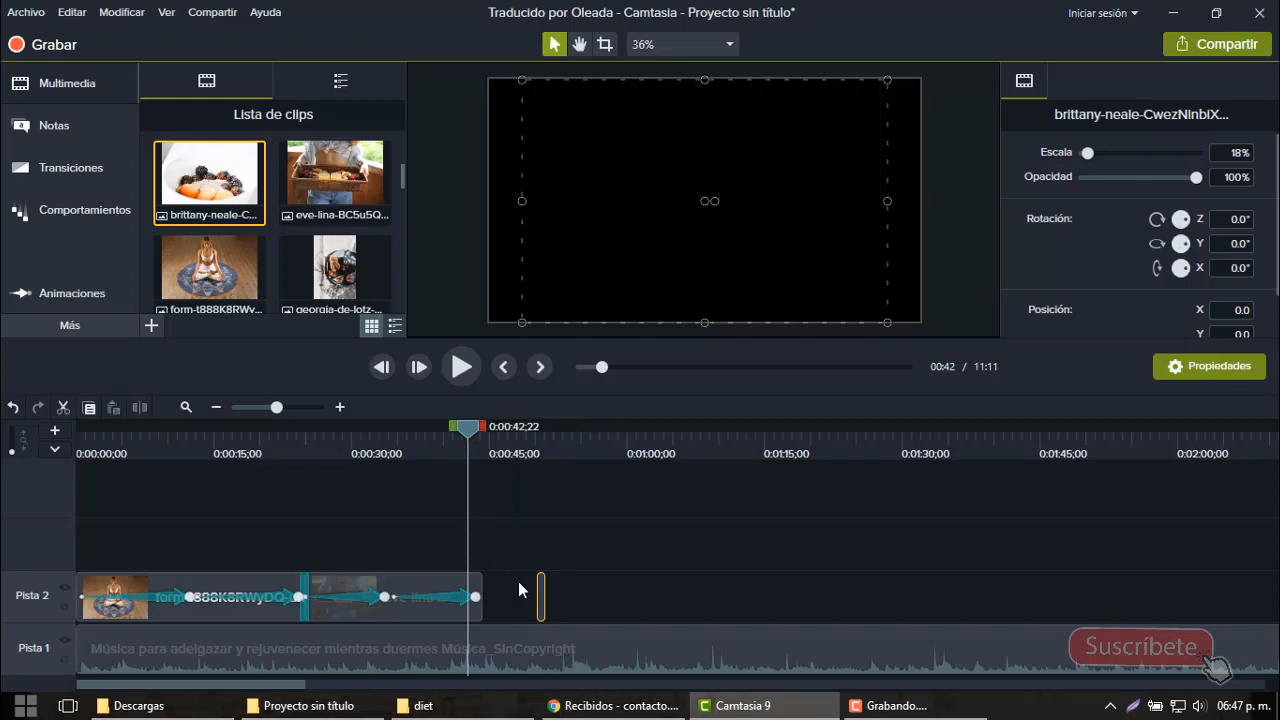 Archivo Editar Modificar Ver Compartir Ayuda
Traducido por Oleada - Camtasia - Proyecto sin título*
Iniciar sesión
Grabar
36%
Compartir
Multimedia
Notas
Transiciones
Comportamientos
Animaciones
Más
Lista de clips
brittany-neale-C...
eve-lina-BC5u5Q...
form-t888K8RWy...
georgia-de-lotz-...
brittany-neale-CwezNInbIX...
Escala 18%
Opacidad 100%
Rotación: Z 0.0°
Y 0.0°
X 0.0°
Posición: X 0.0
Y 0.0
00:42 / 11:11
Propiedades
0:00:42;22
0:00:00;00 0:00:15;00 0:00:30;00 0:00:45;00 0:01:00;00 0:01:15;00 0:01:30;00 0:01:45;00 0:02:00;00
Pista 2
form-t888K8RWyDQ-u
Pista 1
Música para adelgazar y rejuvenecer mientras duermes Música_SinCopyright
Suscríbete
Descargas
Proyecto sin título
diet
Recibidos - contacto....
Camtasia 9
Grabando....
06:47 p. m.